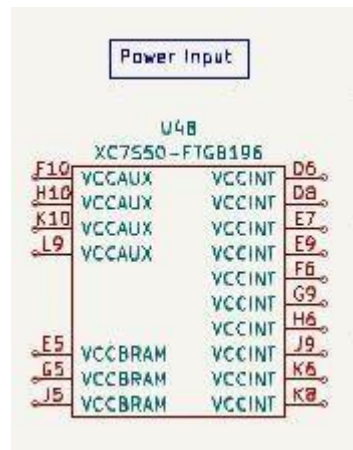 Power Input
U4B
XC7S50-FTGB196
F10 VCCAUX VCCINT D6
H10 VCCAUX VCCINT D8
K10 VCCAUX VCCINT E7
L9 VCCAUX VCCINT E9
VCCINT F6
VCCINT G9
VCCINT H6
E5 VCCBRAM VCCINT J9
G5 VCCBRAM VCCINT K6
J5 VCCBRAM VCCINT K8